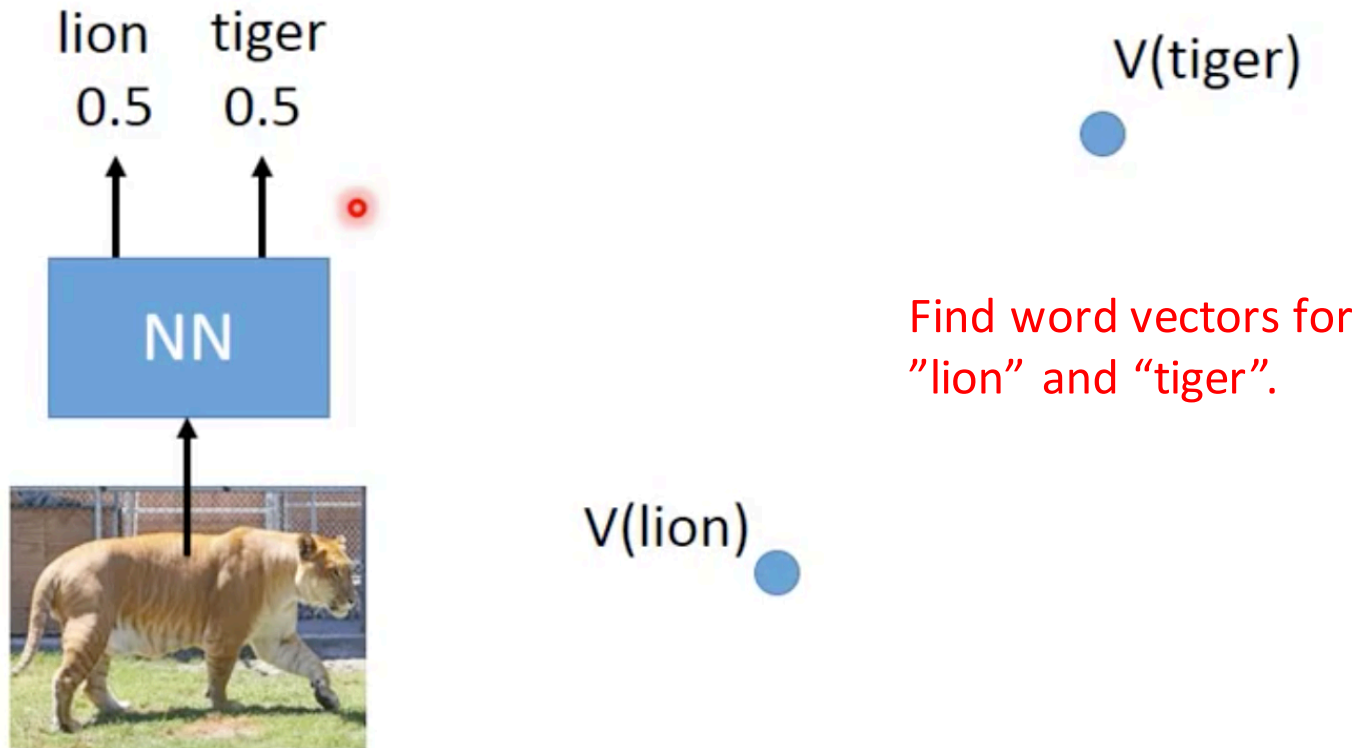 lion tiger
0.5 0.5
NN
V(tiger)
Find word vectors for
”lion” and “tiger”.
V(lion)